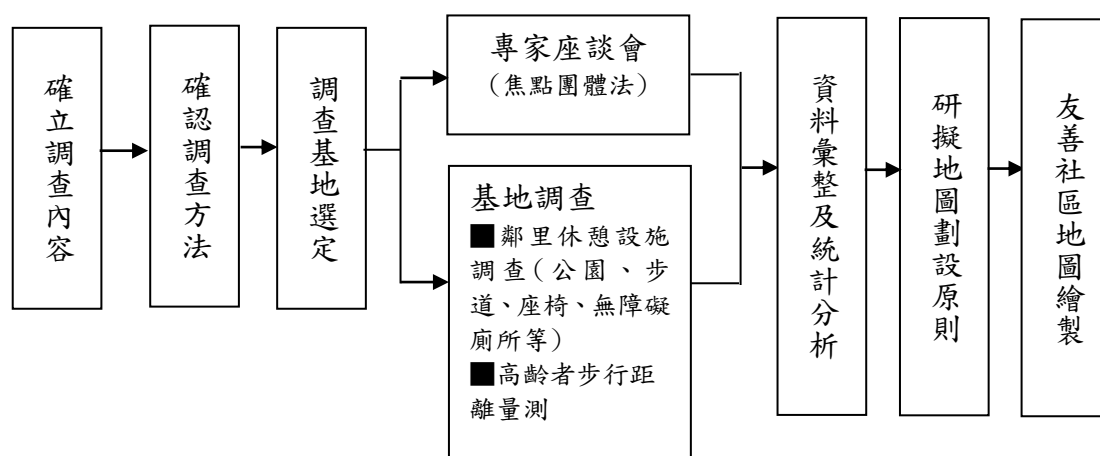 確立調查內容
確認調查方法
調查基地選定
專家座談會
（焦點團體法）
基地調查
■鄰里休憩設施
調查（公園、步
道、座椅、無障礙
廁所等）
■高齡者步行距
離量測
資料彙整及統計分析
研擬地圖劃設原則
友善社區地圖繪製